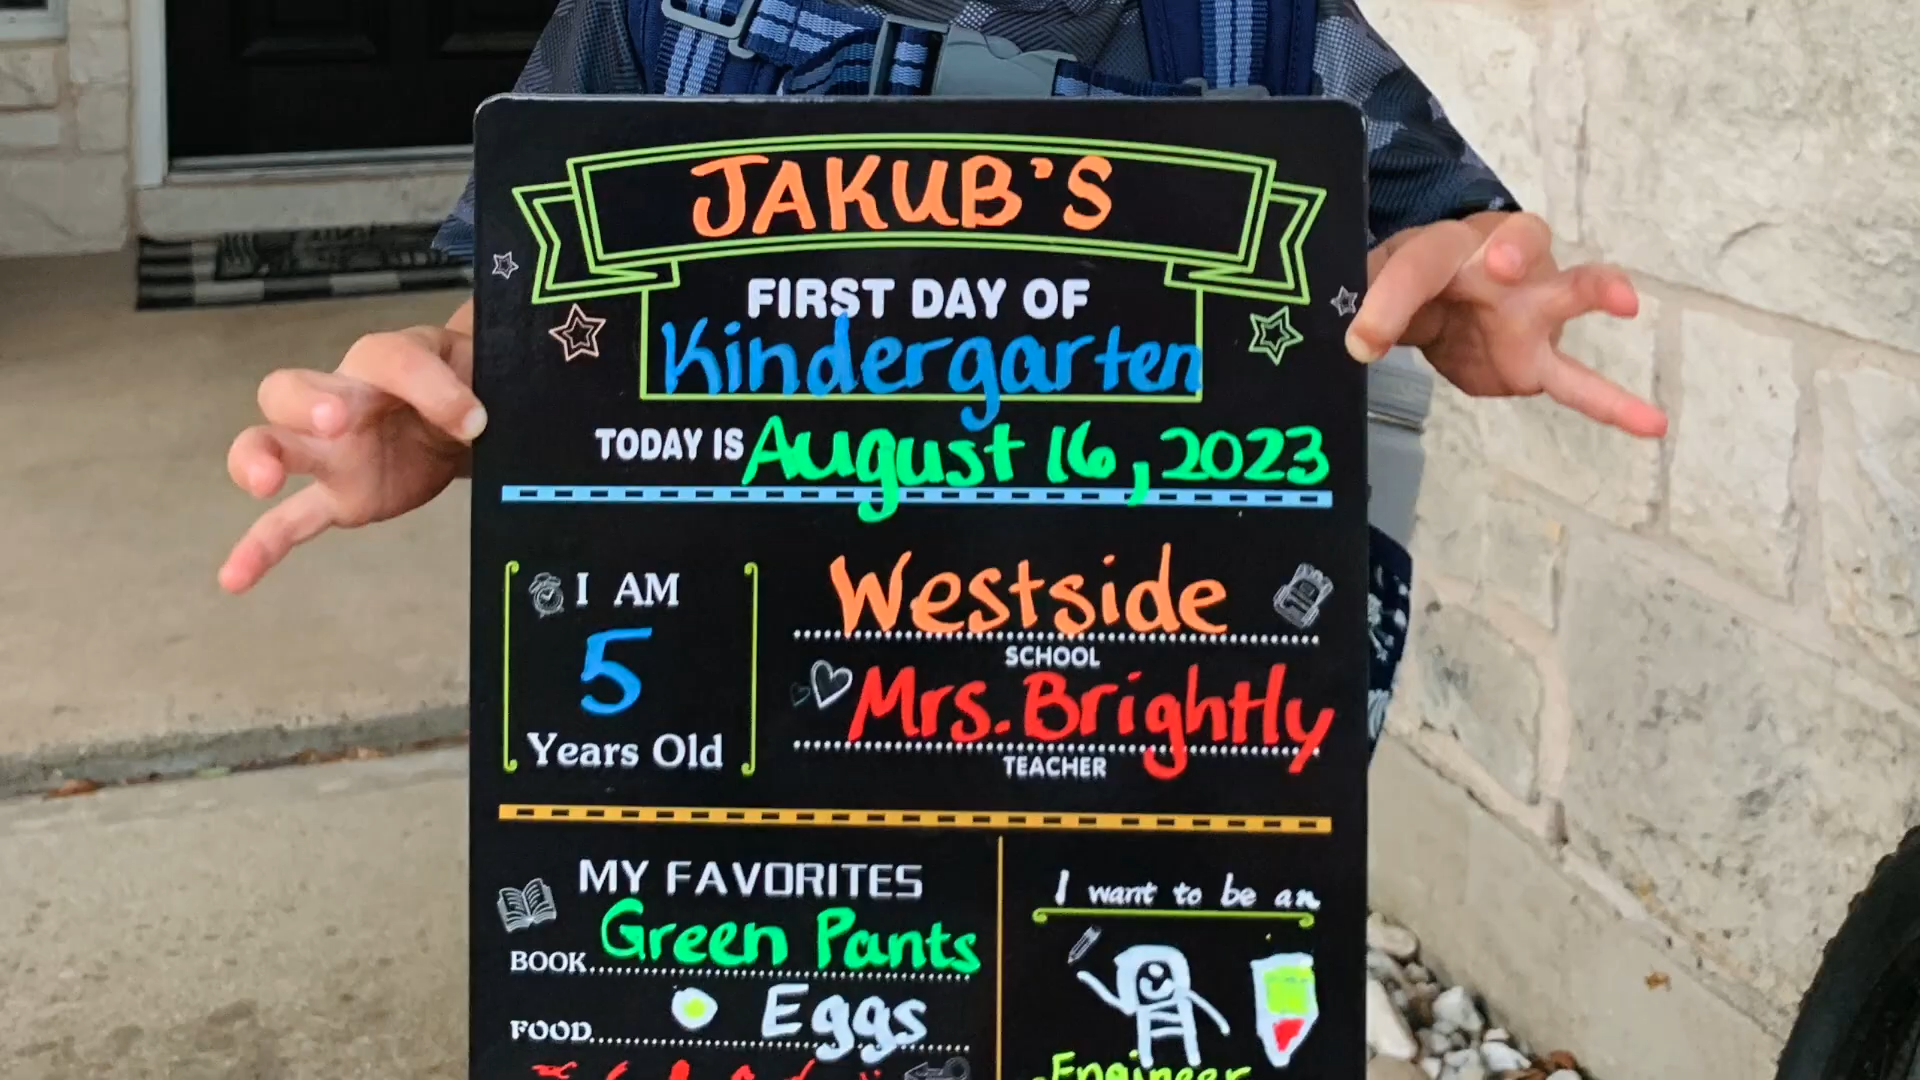 JAKUB'S
FIRST DAY OF
Kindergarten
TODAY IS August 16, 2023
I AM
5
Years Old
Westside
SCHOOL
Mrs. Brightly
TEACHER
MY FAVORITES
BOOK Green Pants
FOOD Eggs
I want to be an
Engineer